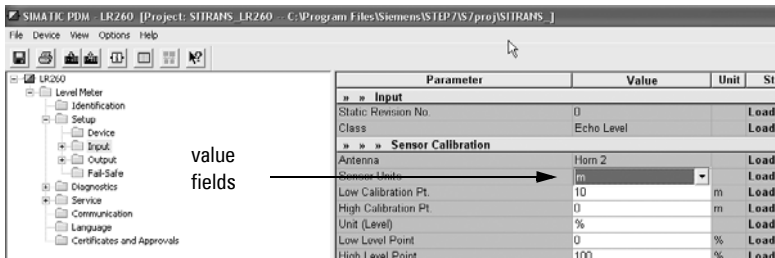 SIMATIC PDM - LR260 [Project: SITRANS_LR260 -- C:\Program Files\Siemens\STEP7\S7proj\SITRANS_]
File Device View Options Help
LR260
Level Meter
Identification
Setup
Device
Input
Output
Fail-Safe
Diagnostics
Service
Communication
Language
Certificates and Approvals
value
fields
Parameter Value Unit St
» » Input
Static Revision No. 0 Load
Class Echo Level Load
» » » Sensor Calibration
Antenna Horn 2 Load
Sensor Units m Load
Low Calibration Pt. 10 m Load
High Calibration Pt. 0 m Load
Unit (Level) % Load
Low Level Point 0 % Load
High Level Point 100 % Load